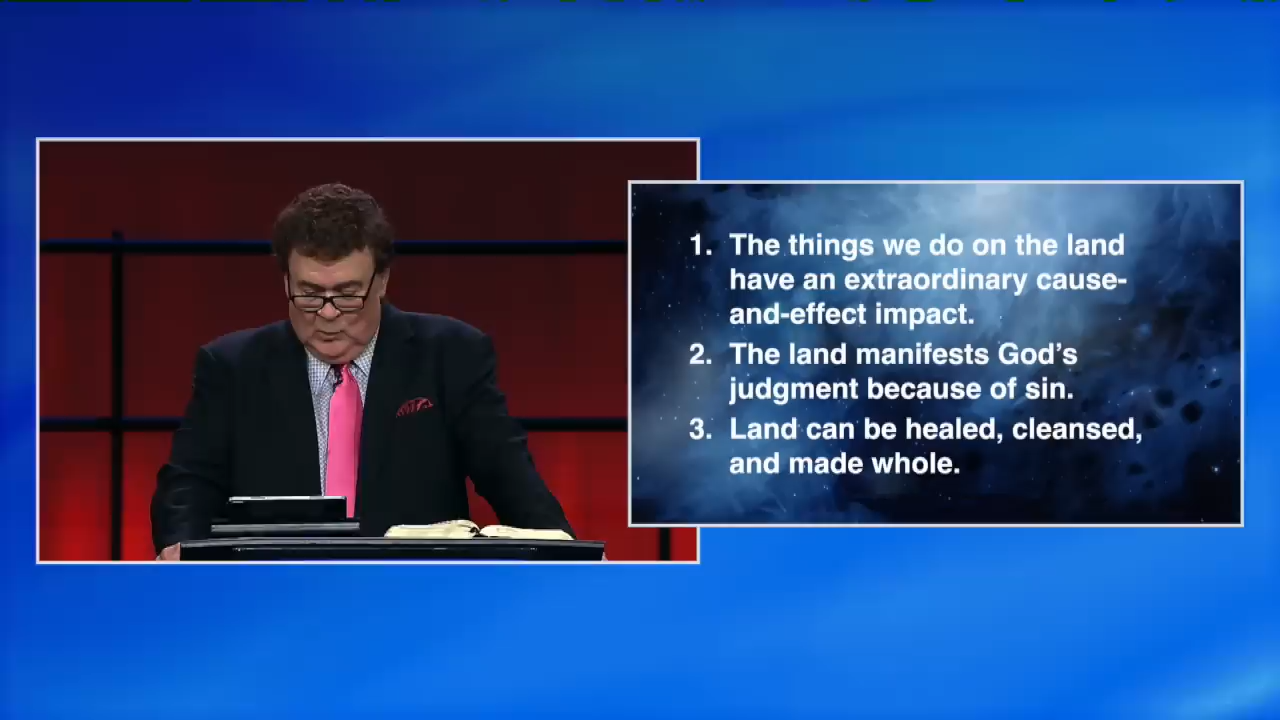 1. The things we do on the land
have an extraordinary cause-
and-effect impact.
2. The land manifests God's
judgment because of sin.
3. Land can be healed, cleansed,
and made whole.